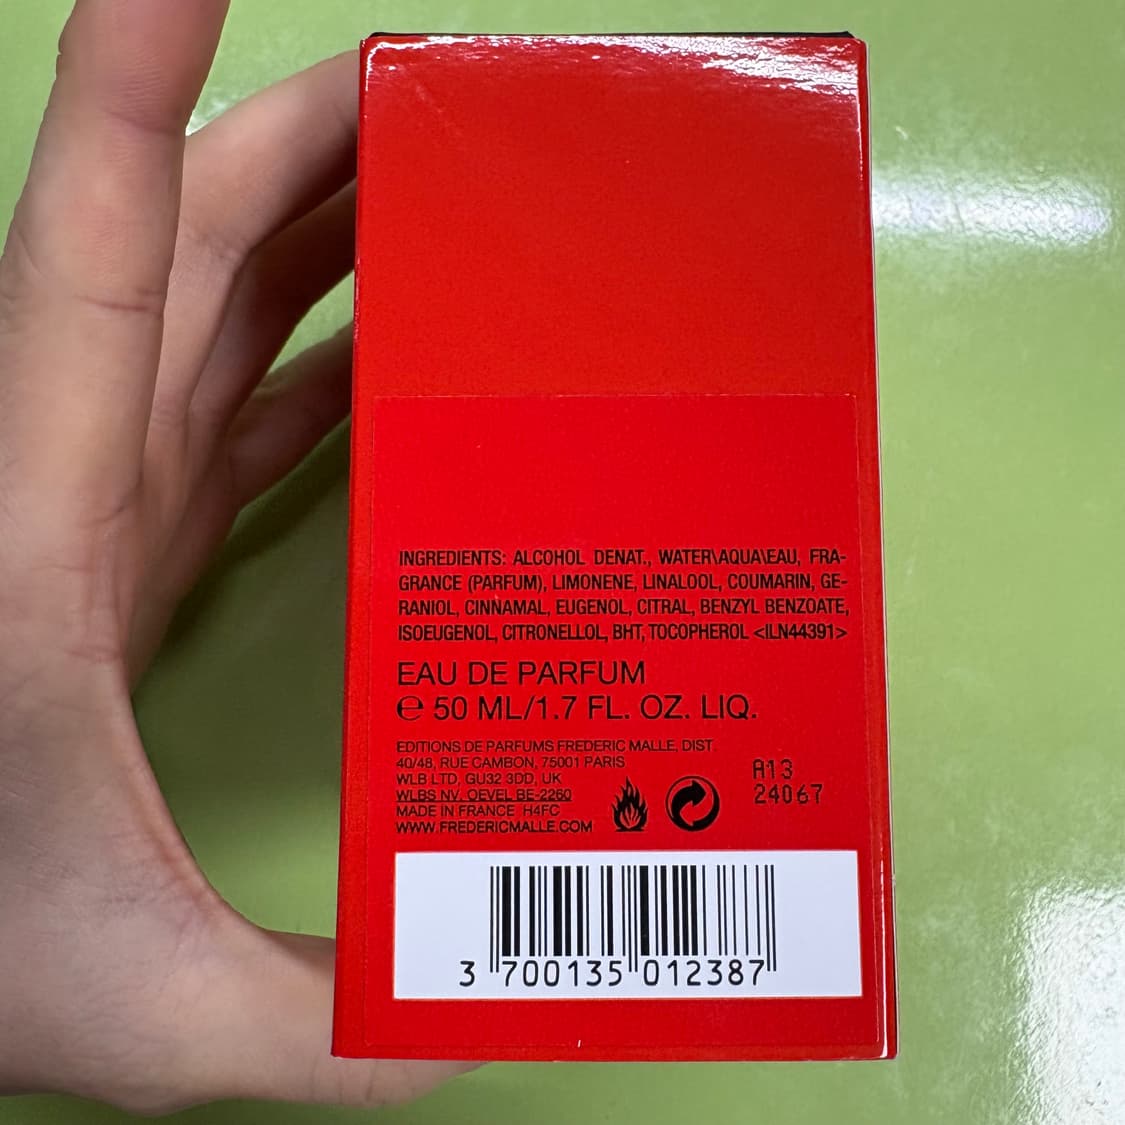 INGREDIENTS: ALCOHOL DENAT., WATER\AQUA\EAU, FRA-
GRANCE (PARFUM), LIMONENE, LINALOOL, COUMARIN, GE-
RANIOL, CINNAMAL, EUGENOL, CITRAL, BENZYL BENZOATE,
ISOEUGENOL, CITRONELLOL, BHT, TOCOPHEROL <ILN44391>
EAU DE PARFUM
℮ 50 ML/1.7 FL. OZ. LIQ.
EDITIONS DE PARFUMS FREDERIC MALLE, DIST.
40/48, RUE CAMBON, 75001 PARIS
WLB LTD, GU32 3DD, UK
WLBS NV. OEVEL BE-2260
MADE IN FRANCE H4FC
WWW.FREDERICMALLE.COM
A13
24067
3 700135 012387